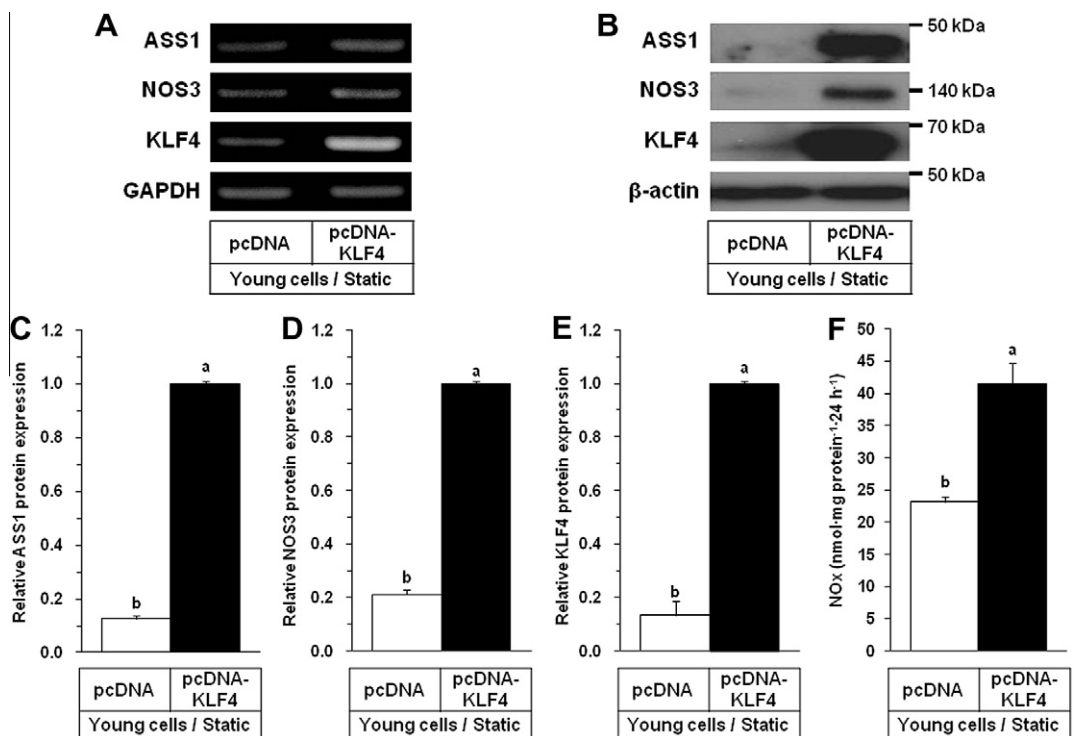 A
ASS1
NOS3
KLF4
GAPDH
pcDNA
pcDNA-
KLF4
Young cells / Static
B
ASS1
NOS3
KLF4
β-actin
50 kDa
140 kDa
70 kDa
50 kDa
pcDNA
pcDNA-
KLF4
Young cells / Static
C
Relative ASS1 protein expression
1.2
1.0
0.8
0.6
0.4
0.2
0.0
b
a
pcDNA
pcDNA-
KLF4
Young cells / Static
D
Relative NOS3 protein expression
1.2
1.0
0.8
0.6
0.4
0.2
0.0
b
a
pcDNA
pcDNA-
KLF4
Young cells / Static
E
Relative KLF4 protein expression
1.2
1.0
0.8
0.6
0.4
0.2
0.0
b
a
pcDNA
pcDNA-
KLF4
Young cells / Static
F
NOx (nmol·mg protein⁻¹·24 h⁻¹)
50
45
40
35
30
25
20
15
10
5
0
b
a
pcDNA
pcDNA-
KLF4
Young cells / Static